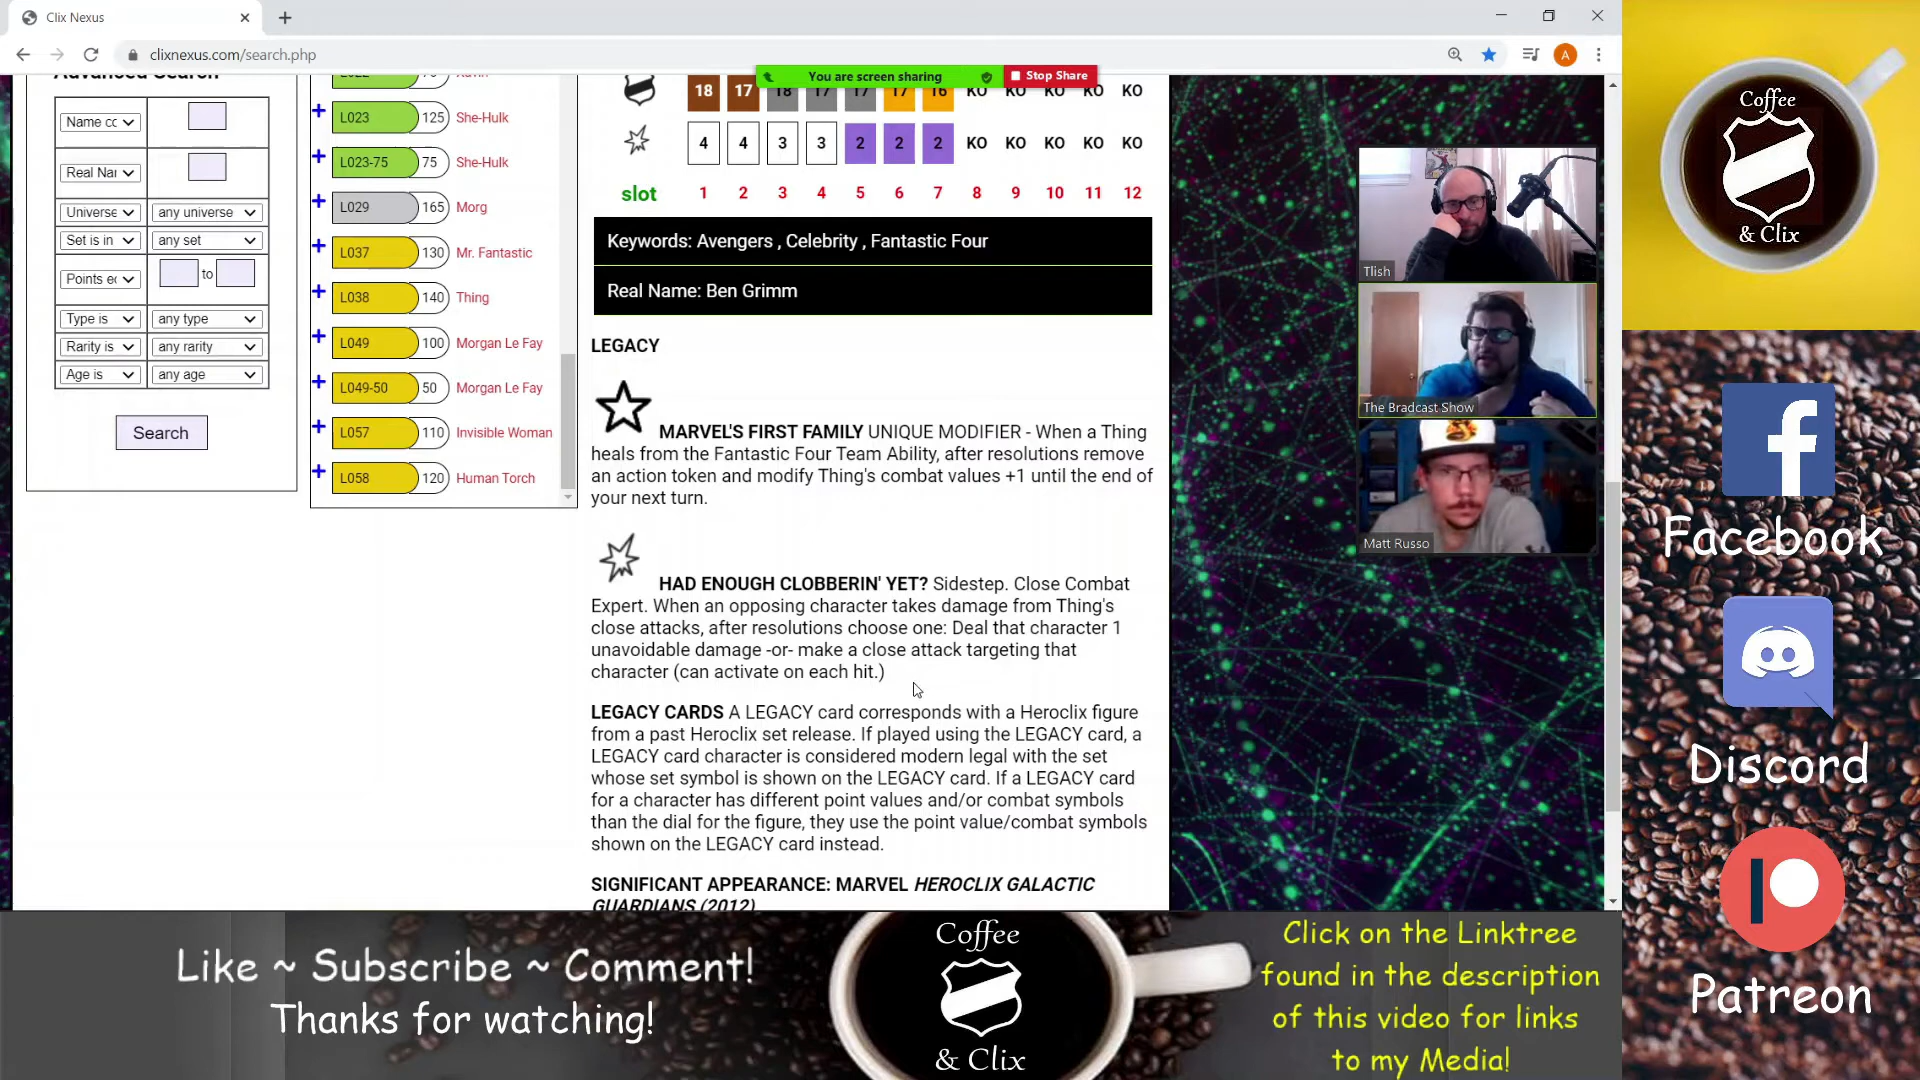 Clix Nexus
clixnexus.com/search.php
A
You are screen sharing
Stop Share
Advanced Search
Name cc
Real Nar
Universe any universe
Set is in any set
Points ec to
Type is any type
Rarity is any rarity
Age is any age
Search
L023 125 She-Hulk
L023-75 75 She-Hulk
L029 165 Morg
L037 130 Mr. Fantastic
L038 140 Thing
L049 100 Morgan Le Fay
L049-50 50 Morgan Le Fay
L057 110 Invisible Woman
L058 120 Human Torch
18 17 18 17 17 17 16 KO KO KO KO KO
4 4 3 3 2 2 2 KO KO KO KO KO
slot 1 2 3 4 5 6 7 8 9 10 11 12
Keywords: Avengers , Celebrity , Fantastic Four
Real Name: Ben Grimm
LEGACY
MARVEL'S FIRST FAMILY UNIQUE MODIFIER - When a Thing
heals from the Fantastic Four Team Ability, after resolutions remove
an action token and modify Thing's combat values +1 until the end of
your next turn.
HAD ENOUGH CLOBBERIN' YET? Sidestep. Close Combat
Expert. When an opposing character takes damage from Thing's
close attacks, after resolutions choose one: Deal that character 1
unavoidable damage -or- make a close attack targeting that
character (can activate on each hit.)
LEGACY CARDS A LEGACY card corresponds with a Heroclix figure
from a past Heroclix set release. If played using the LEGACY card, a
LEGACY card character is considered modern legal with the set
whose set symbol is shown on the LEGACY card. If a LEGACY card
for a character has different point values and/or combat symbols
than the dial for the figure, they use the point value/combat symbols
shown on the LEGACY card instead.
SIGNIFICANT APPEARANCE: MARVEL HEROCLIX GALACTIC
GUARDIANS (2012)
Tlish
The Bradcast Show
Matt Russo
Coffee
& Clix
Facebook
Discord
Patreon
Like ~ Subscribe ~ Comment!
Thanks for watching!
Coffee
& Clix
Click on the Linktree
found in the description
of this video for links
to my Media!